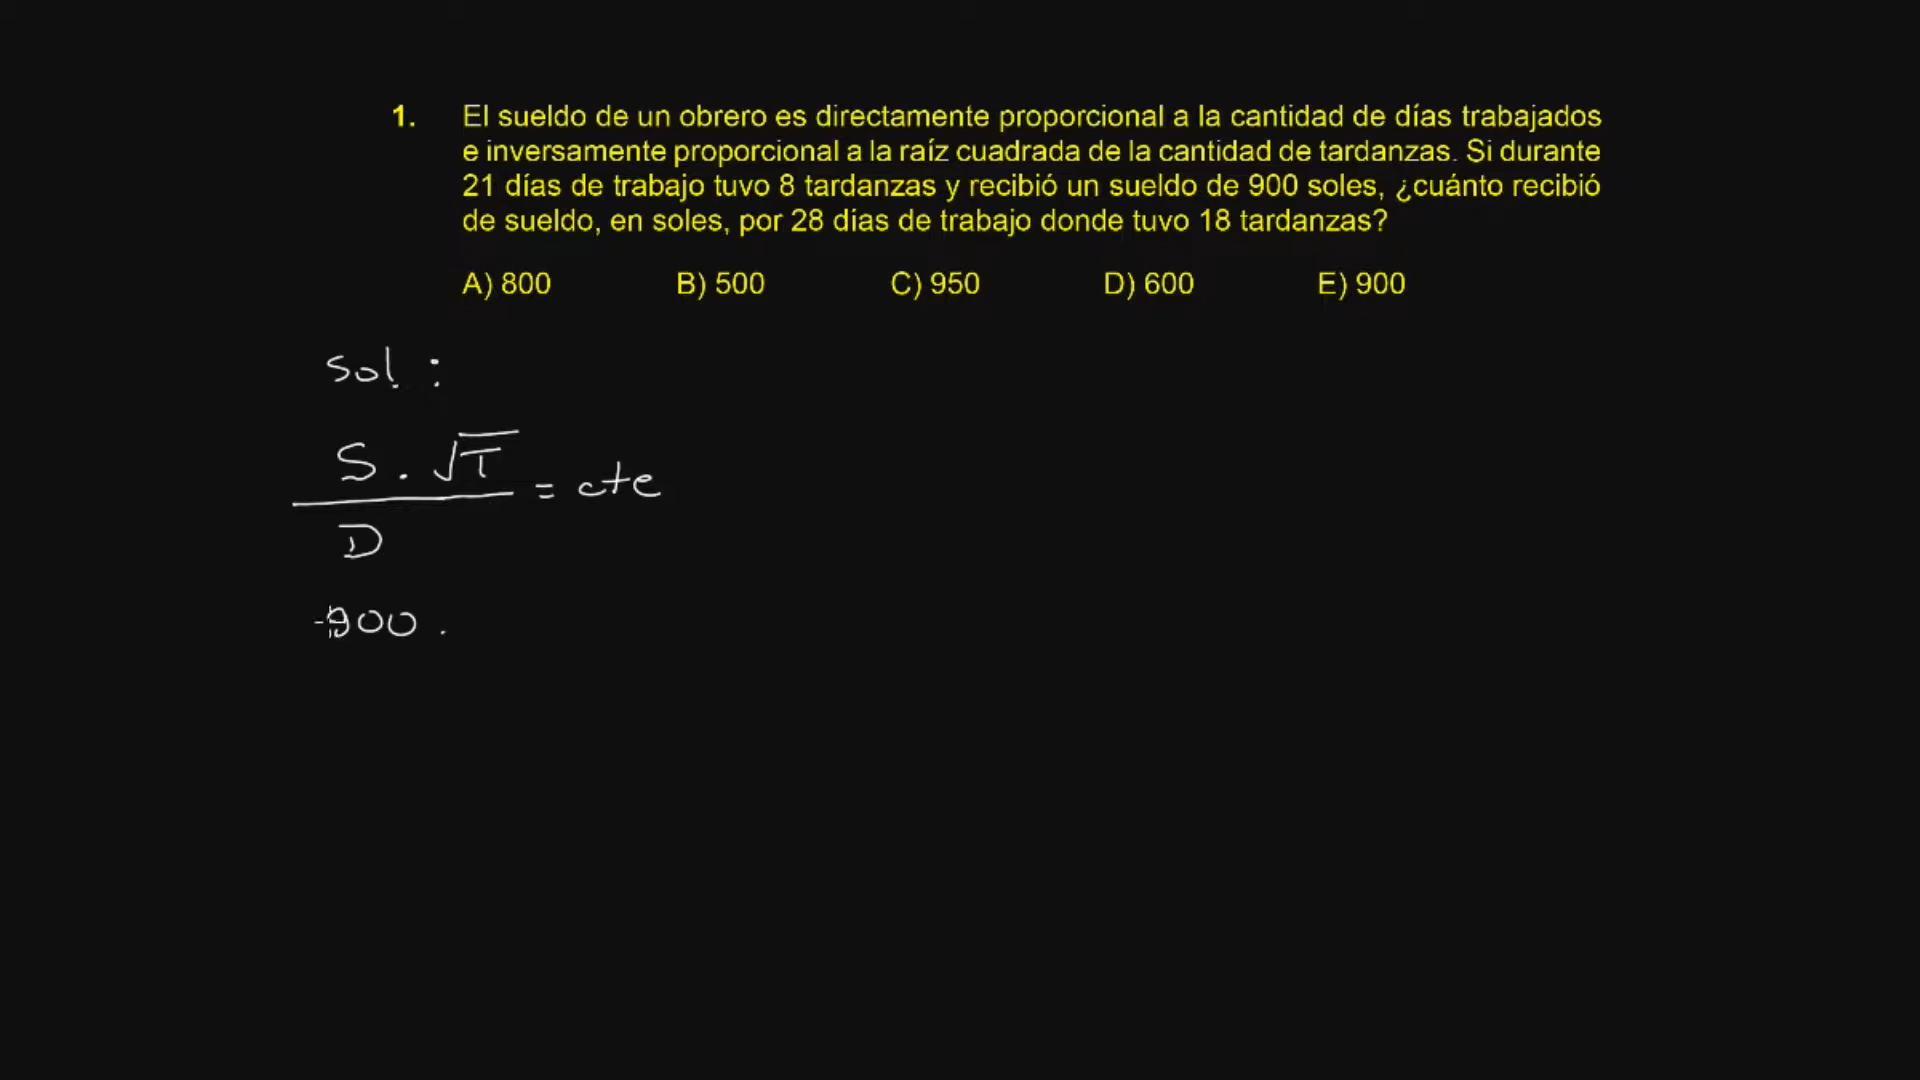 1. El sueldo de un obrero es directamente proporcional a la cantidad de días trabajados
e inversamente proporcional a la raíz cuadrada de la cantidad de tardanzas. Si durante
21 días de trabajo tuvo 8 tardanzas y recibió un sueldo de 900 soles, ¿cuánto recibió
de sueldo, en soles, por 28 días de trabajo donde tuvo 18 tardanzas?
A) 800 B) 500 C) 950 D) 600 E) 900
Sol :
S . √T
= cte
D
900 .